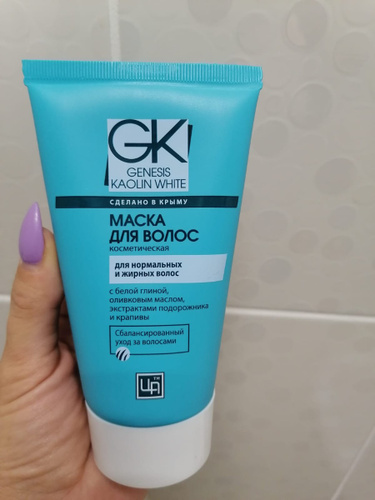 GK
GENESIS
KAOLIN WHITE
СДЕЛАНО В КРЫМУ
МАСКА
ДЛЯ ВОЛОС
косметическая
для нормальных
и жирных волос
с белой глиной,
оливковым маслом,
экстрактами подорожника
и крапивы
Сбалансированный
уход за волосами